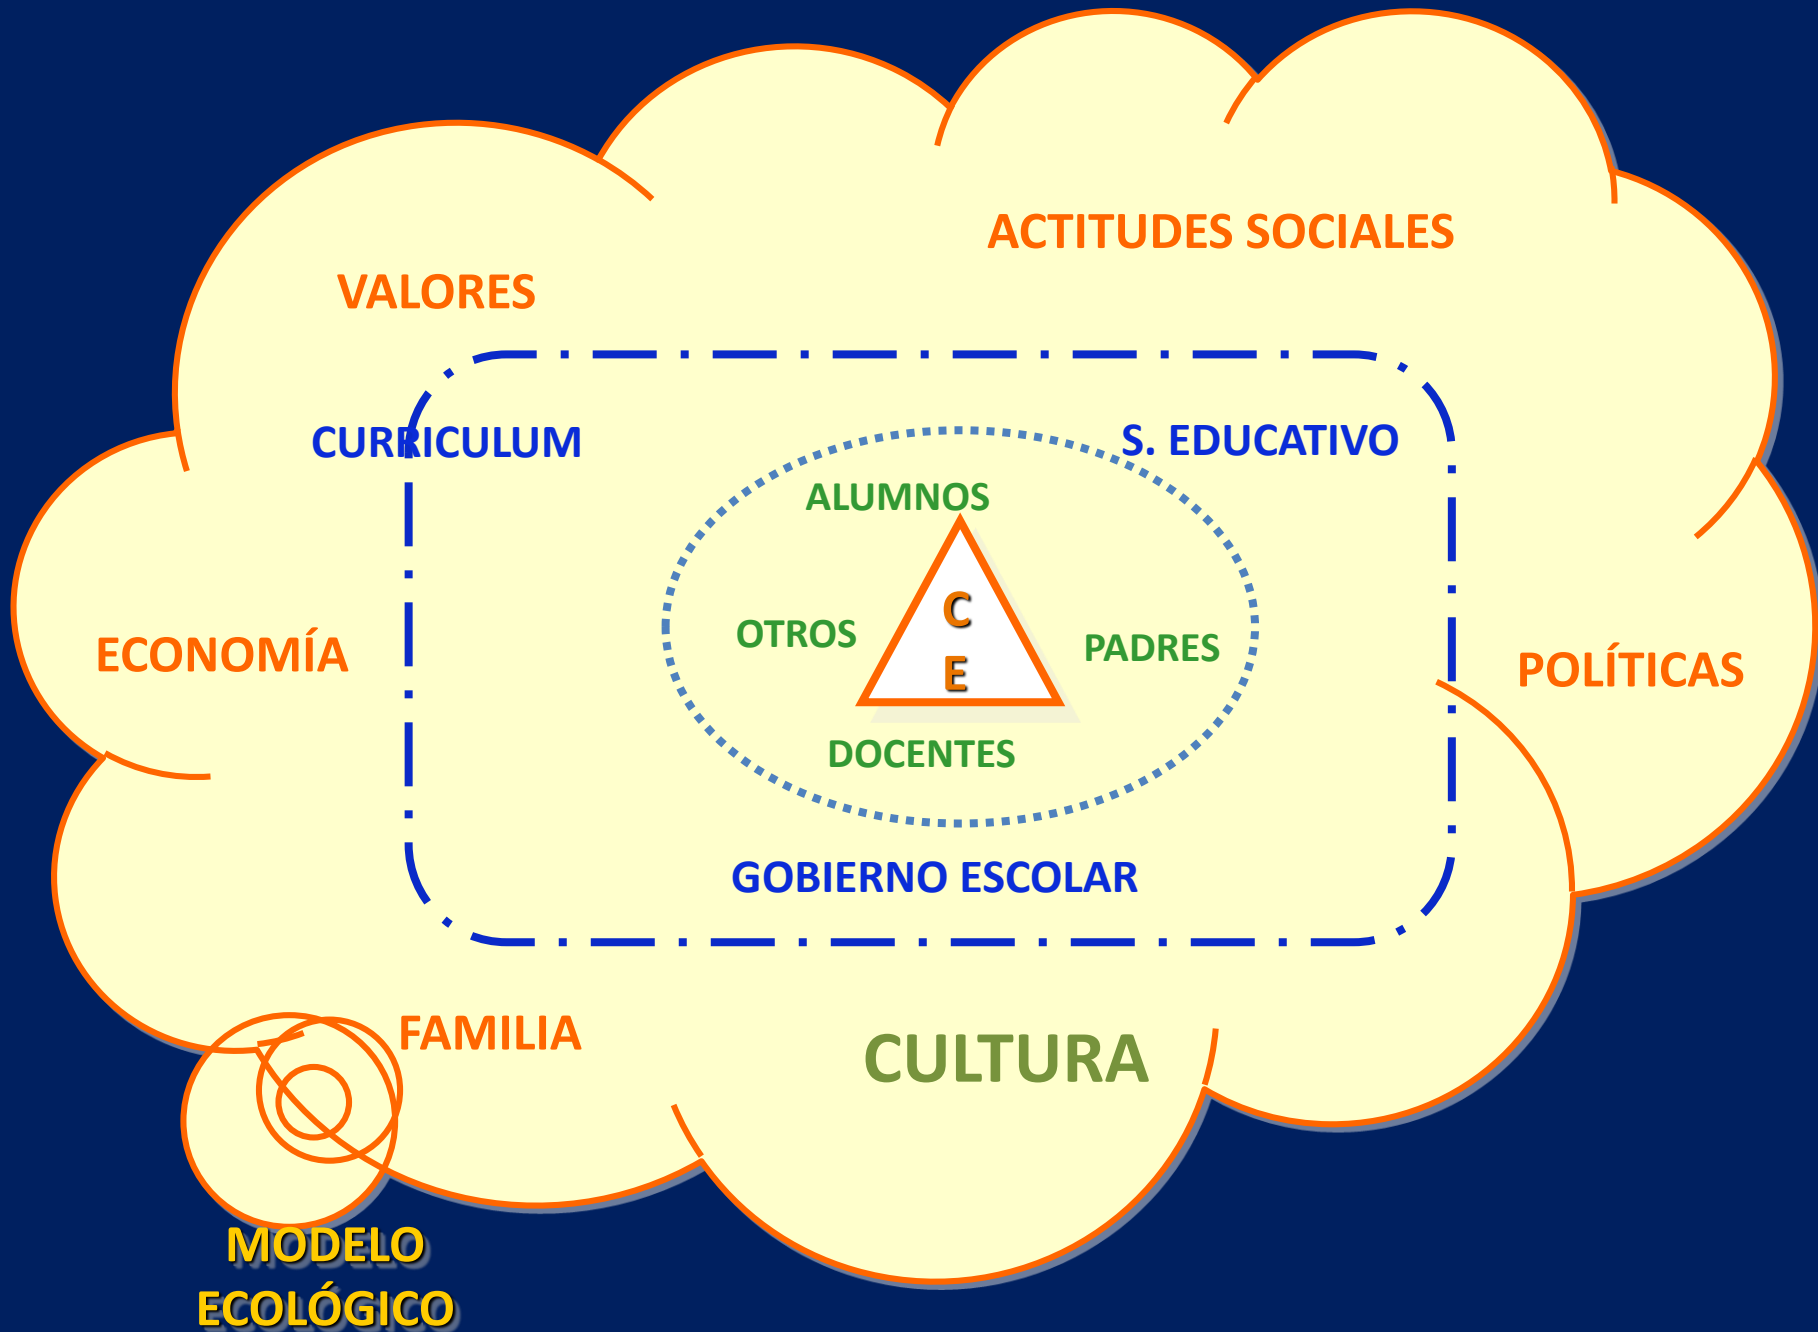 ACTITUDES SOCIALES
VALORES
CURRICULUM
S. EDUCATIVO
ALUMNOS
C
E
OTROS
PADRES
ECONOMÍA
POLÍTICAS
DOCENTES
GOBIERNO ESCOLAR
FAMILIA
CULTURA
MODELO
ECOLÓGICO